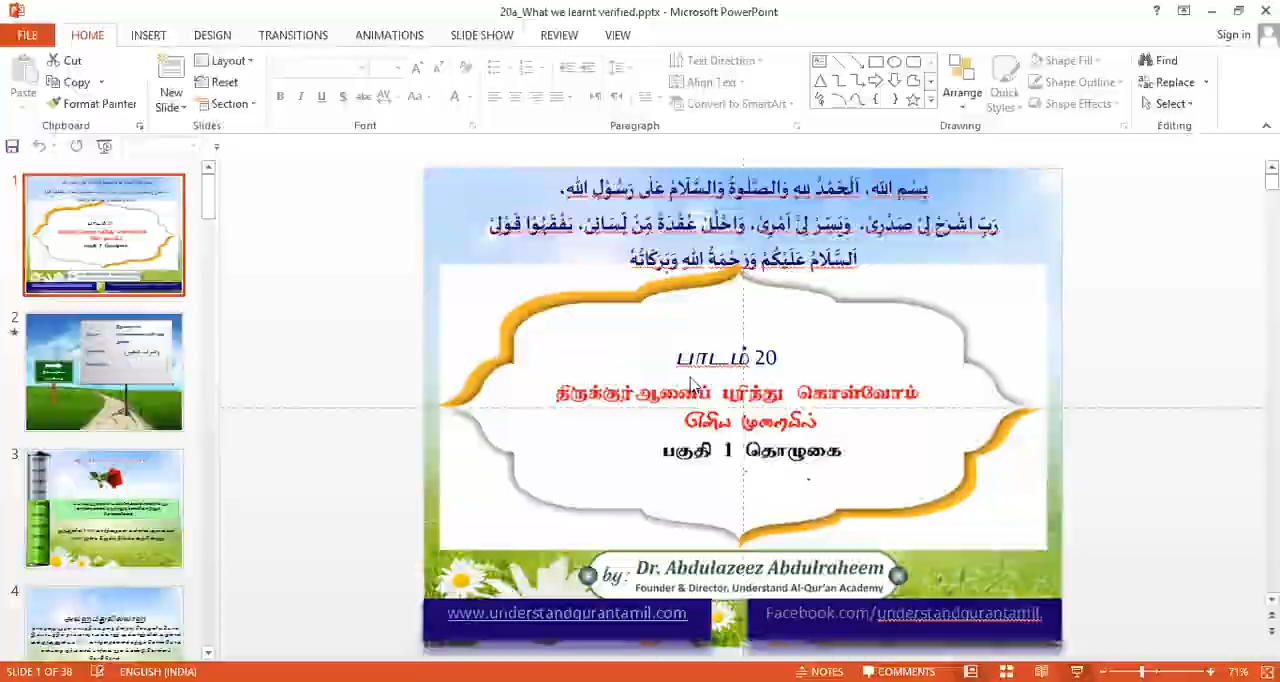 20a_What we learnt verified.pptx - Microsoft PowerPoint
Sign in
FILE HOME INSERT DESIGN TRANSITIONS ANIMATIONS SLIDE SHOW REVIEW VIEW
Paste
Cut
Copy
Format Painter
Clipboard
New
Slide
Layout
Reset
Section
Slides
Font
Text Direction
Align Text
Convert to SmartArt
Paragraph
Arrange
Quick
Styles
Shape Fill
Shape Outline
Shape Effects
Drawing
Find
Replace
Select
Editing
1
2
3
4
بِسْمِ اللهِ، اَلْحَمْدُ لِلهِ وَالصَّلٰوةُ وَالسَّلَامُ عَلٰى رَسُوْلِ اللهِ،
رَبِّ اشْرَحْ لِيْ صَدْرِيْ، وَيَسِّرْ لِيْ اَمْرِيْ، وَاحْلُلْ عُقْدَةً مِّنْ لِّسَانِيْ، يَفْقَهُوْا قَوْلِيْ
اَلسَّلَامُ عَلَيْكُمْ وَرَحْمَةُ اللهِ وَبَرَكَاتُهُ
பாடம் 20
திருக்குர்ஆனைப் புரிந்து கொள்வோம்
எளிய முறையில்
பகுதி 1 தொழுகை
by: Dr. Abdulazeez Abdulraheem
Founder & Director, Understand Al-Qur'an Academy
www.understandqurantamil.com
Facebook.com/understandqurantamil
SLIDE 1 OF 38
ENGLISH (INDIA)
NOTES
COMMENTS
71%